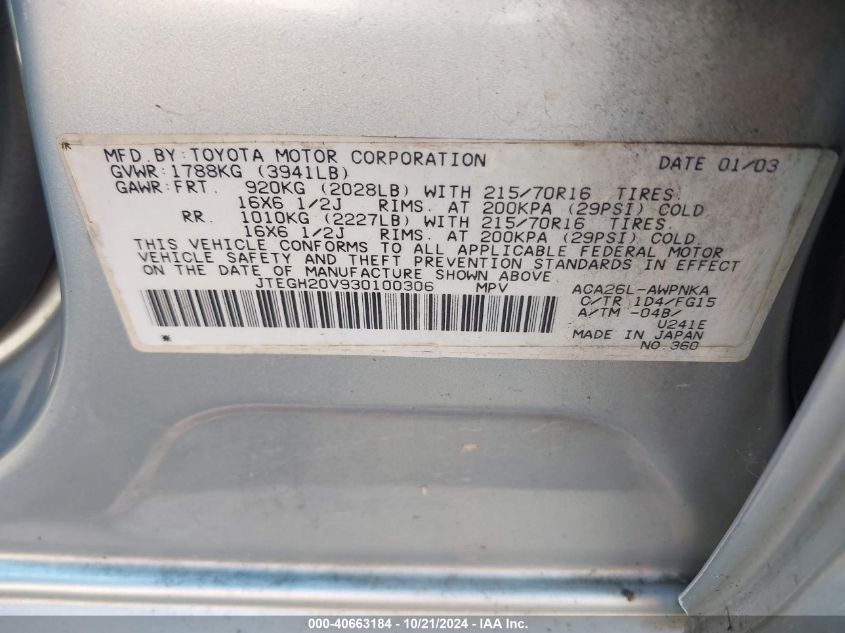 MFD. BY: TOYOTA MOTOR CORPORATION DATE 01/03
GVWR: 1788KG (3941LB)
GAWR: FRT. 920KG (2028LB) WITH 215/70R16 TIRES,
16X6 1/2J RIMS. AT 200KPA (29PSI) COLD
RR. 1010KG (2227LB) WITH 215/70R16 TIRES.
16X6 1/2J RIMS. AT 200KPA (29PSI) COLD.
THIS VEHICLE CONFORMS TO ALL APPLICABLE FEDERAL MOTOR
VEHICLE SAFETY AND THEFT PREVENTION STANDARDS IN EFFECT
ON THE DATE OF MANUFACTURE SHOWN ABOVE.
JTEGH20V930100306 MPV ACA26L-AWPNKA
C/TR 1D4/FG15
A/TM -04B/
U241E
MADE IN JAPAN
* * NO.360
000-40663184 - 10/21/2024 - IAA Inc.